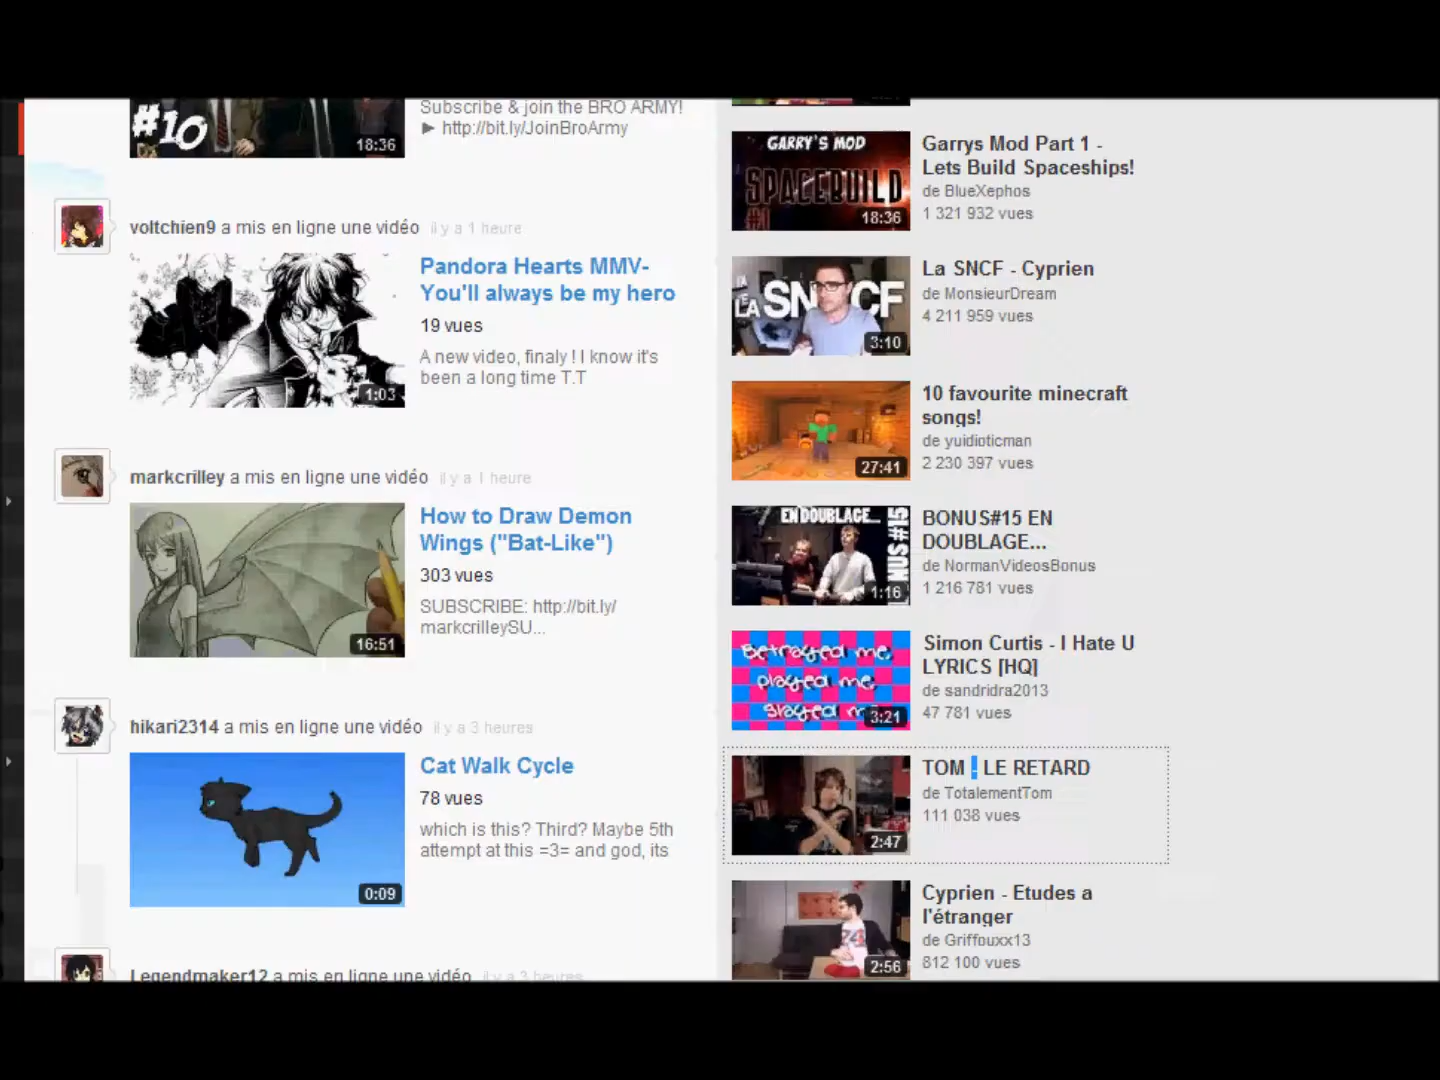 #10
18:36
Subscribe & join the BRO ARMY!
► http://bit.ly/JoinBroArmy
voltchien9 a mis en ligne une vidéo il y a 1 heure
1:03
Pandora Hearts MMV-
You'll always be my hero
19 vues
A new video, finaly ! I know it's
been a long time T.T
markcrilley a mis en ligne une vidéo il y a 1 heure
16:51
How to Draw Demon
Wings ("Bat-Like")
303 vues
SUBSCRIBE: http://bit.ly/
markcrilleySU...
hikari2314 a mis en ligne une vidéo il y a 3 heures
0:09
Cat Walk Cycle
78 vues
which is this? Third? Maybe 5th
attempt at this =3= and god, its
Legendmaker12 a mis en ligne une vidéo il y a 3 heures
GARRY'S MOD
SPACEBUILD
#1
18:36
Garrys Mod Part 1 -
Lets Build Spaceships!
de BlueXephos
1 321 932 vues
LA SNCF
3:10
La SNCF - Cyprien
de MonsieurDream
4 211 959 vues
27:41
10 favourite minecraft
songs!
de yuidioticman
2 230 397 vues
EN DOUBLAGE...
#15
1:16
BONUS#15 EN
DOUBLAGE...
de NormanVideosBonus
1 216 781 vues
Betrayed me,
played me,
3:21
Simon Curtis - I Hate U
LYRICS [HQ]
de sandridra2013
47 781 vues
2:47
TOM - LE RETARD
de TotalementTom
111 038 vues
2:56
Cyprien - Etudes a
l'étranger
de Griffouxx13
812 100 vues